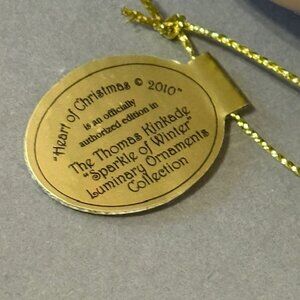 "Heart of Christmas © 2010"
is an officially
authorized edition in
The Thomas Kinkade
"Sparkle of Winter"
Luminary Ornaments
Collection